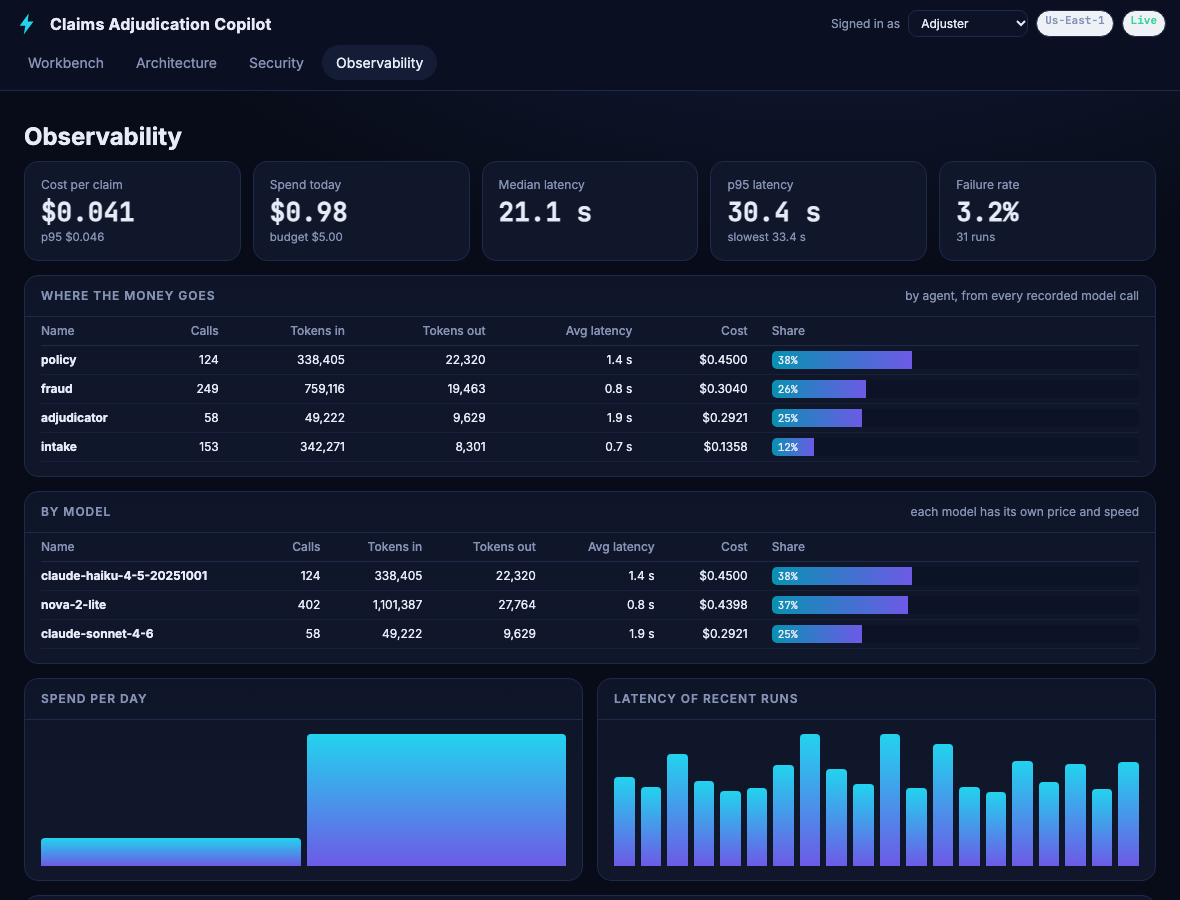 Claims Adjudication Copilot
Signed in as Adjuster Us-East-1 Live
Workbench Architecture Security Observability
Observability
Cost per claim
$0.041
p95 $0.046
Spend today
$0.98
budget $5.00
Median latency
21.1 s
p95 latency
30.4 s
slowest 33.4 s
Failure rate
3.2%
31 runs
WHERE THE MONEY GOES by agent, from every recorded model call
Name Calls Tokens in Tokens out Avg latency Cost Share
policy 124 338,405 22,320 1.4 s $0.4500 38%
fraud 249 759,116 19,463 0.8 s $0.3040 26%
adjudicator 58 49,222 9,629 1.9 s $0.2921 25%
intake 153 342,271 8,301 0.7 s $0.1358 12%
BY MODEL each model has its own price and speed
Name Calls Tokens in Tokens out Avg latency Cost Share
claude-haiku-4-5-20251001 124 338,405 22,320 1.4 s $0.4500 38%
nova-2-lite 402 1,101,387 27,764 0.8 s $0.4398 37%
claude-sonnet-4-6 58 49,222 9,629 1.9 s $0.2921 25%
SPEND PER DAY
LATENCY OF RECENT RUNS